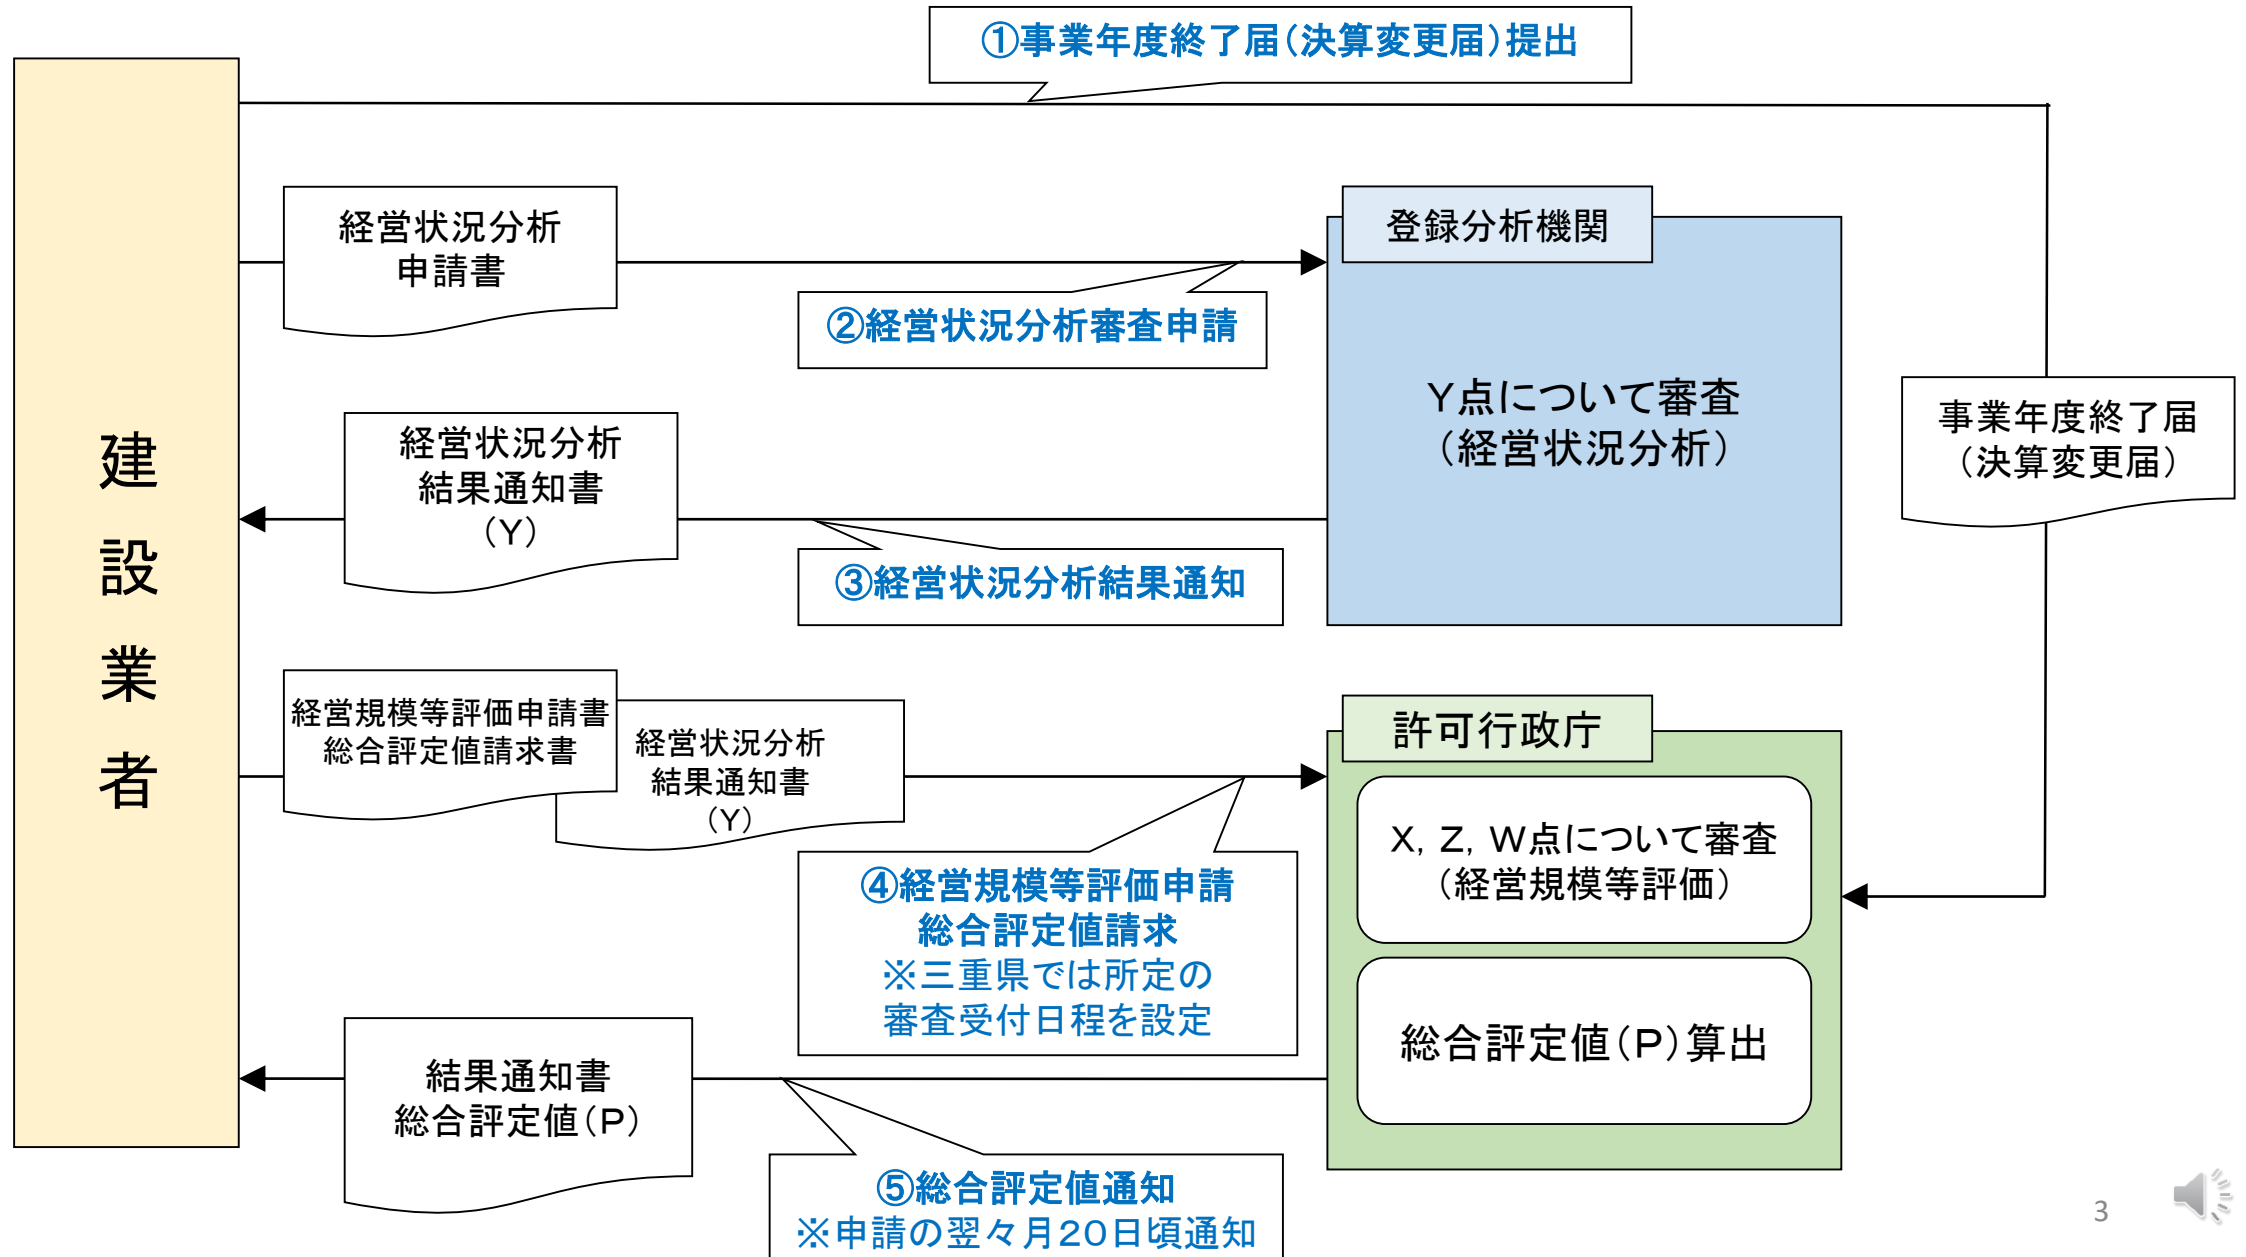 ①事業年度終了届（決算変更届）提出
建
設
業
者
経営状況分析
申請書
②経営状況分析審査申請
登録分析機関
Y点について審査
（経営状況分析）
事業年度終了届
（決算変更届）
経営状況分析
結果通知書
（Y）
③経営状況分析結果通知
経営規模等評価申請書
総合評定値請求書
経営状況分析
結果通知書
（Y）
④経営規模等評価申請
総合評定値請求
※三重県では所定の
審査受付日程を設定
許可行政庁
X, Z, W点について審査
（経営規模等評価）
総合評定値（P）算出
結果通知書
総合評定値（P）
⑤総合評定値通知
※申請の翌々月20日頃通知
3